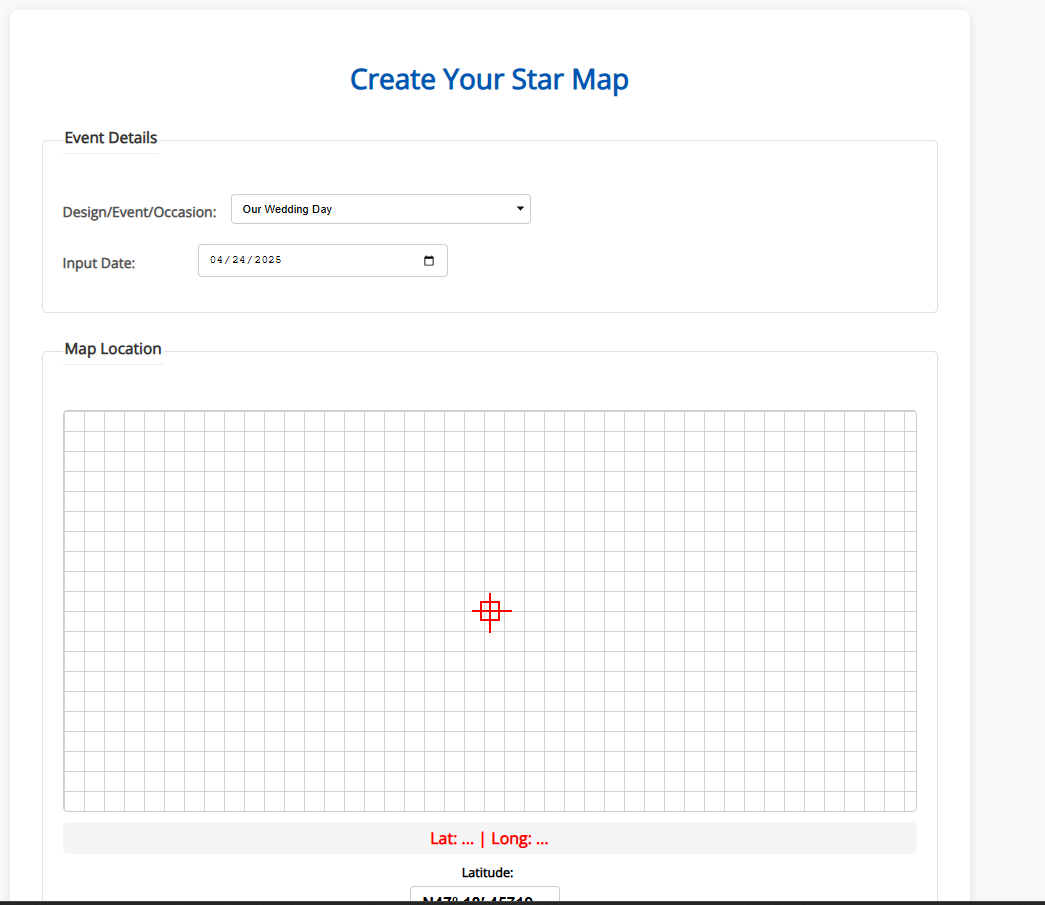 Create Your Star Map
Event Details
Design/Event/Occasion:
Our Wedding Day
Input Date:
04/24/2025
Map Location
Lat: ... | Long: ...
Latitude: